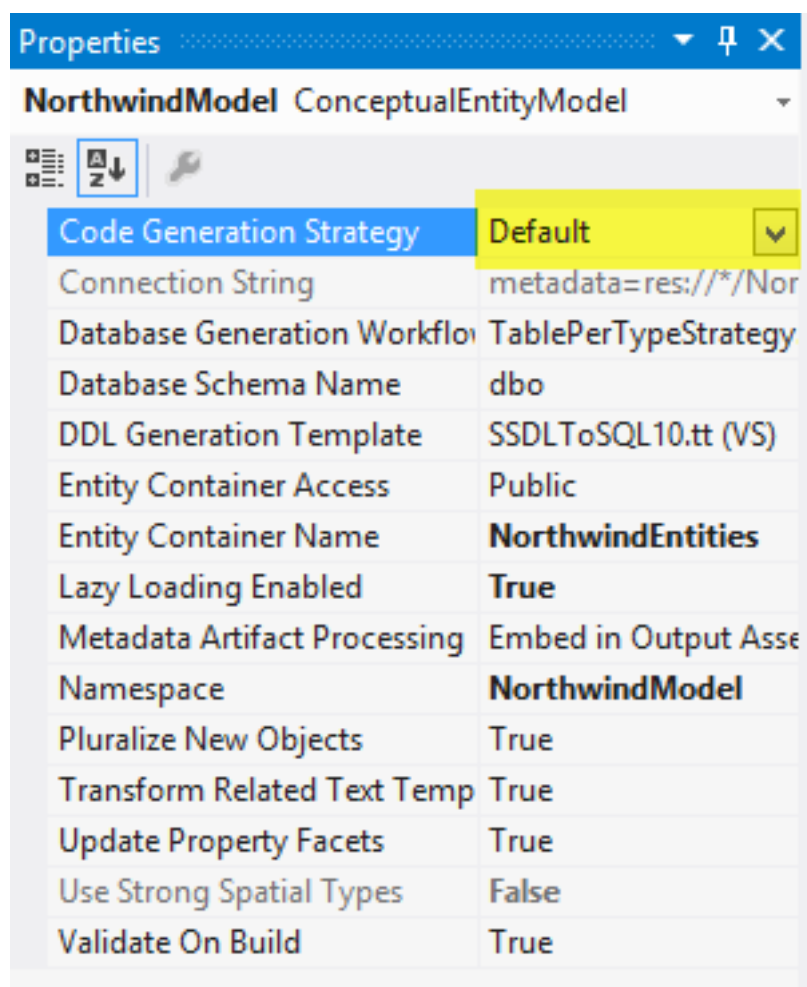 Properties
NorthwindModel ConceptualEntityModel
Code Generation Strategy Default
Connection String metadata=res://*/Nor
Database Generation Workflow TablePerTypeStrategy
Database Schema Name dbo
DDL Generation Template SSDLToSQL10.tt (VS)
Entity Container Access Public
Entity Container Name NorthwindEntities
Lazy Loading Enabled True
Metadata Artifact Processing Embed in Output Asse
Namespace NorthwindModel
Pluralize New Objects True
Transform Related Text Temp True
Update Property Facets True
Use Strong Spatial Types False
Validate On Build True